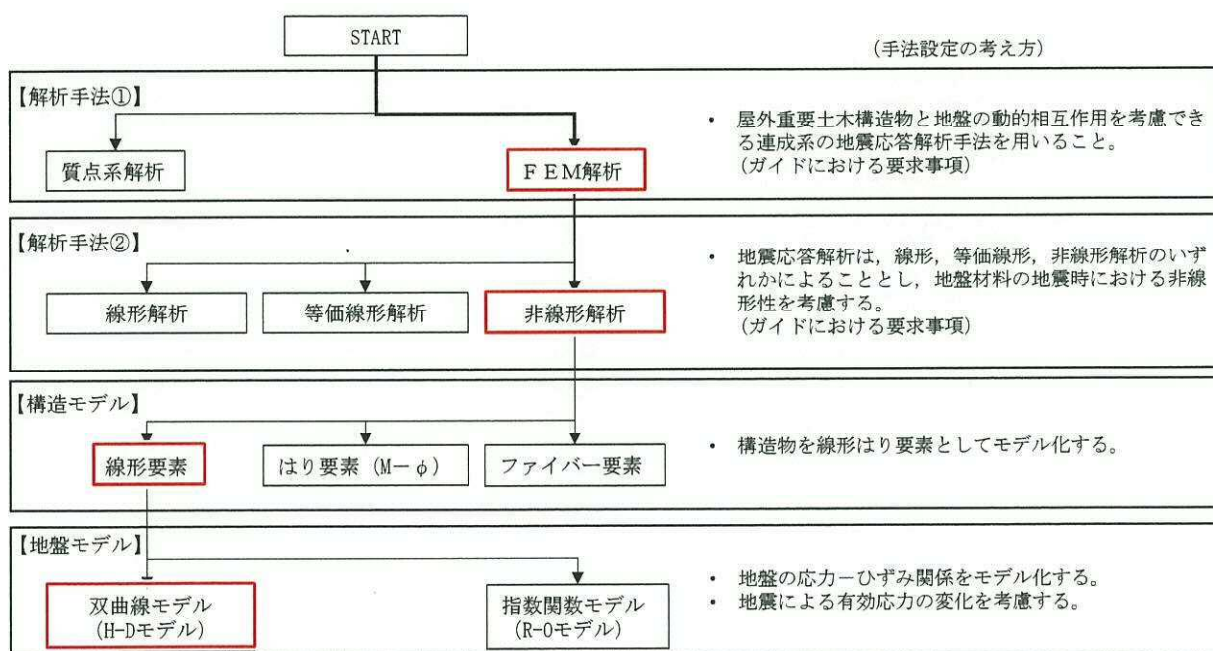 START
(手法設定の考え方)
【解析手法①】
質点系解析
ＦＥＭ解析
・ 屋外重要土木構造物と地盤の動的相互作用を考慮でき
る連成系の地震応答解析手法を用いること。
(ガイドにおける要求事項)
【解析手法②】
線形解析
等価線形解析
非線形解析
・ 地震応答解析は，線形，等価線形，非線形解析のいず
れかによることとし，地盤材料の地震時における非線
形性を考慮する。
(ガイドにおける要求事項)
【構造モデル】
線形要素
はり要素（M－φ）
ファイバー要素
・ 構造物を線形はり要素としてモデル化する。
【地盤モデル】
双曲線モデル
(H-Dモデル)
指数関数モデル
(R-Oモデル)
・ 地盤の応力－ひずみ関係をモデル化する。
・ 地震による有効応力の変化を考慮する。